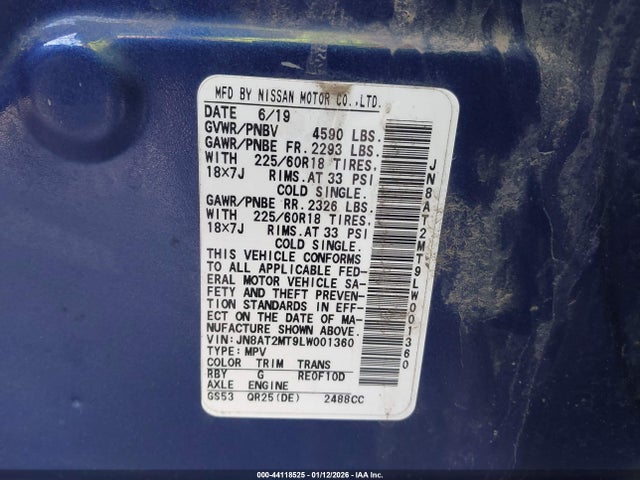 MFD BY NISSAN MOTOR CO.,LTD.
DATE 6/19
GVWR/PNBV 4590 LBS.
GAWR/PNBE FR. 2293 LBS.
WITH 225/60R18 TIRES.
18×7J RIMS. AT 33 PSI
COLD SINGLE.
GAWR/PNBE RR. 2326 LBS.
WITH 225/60R18 TIRES.
18×7J RIMS. AT 33 PSI
COLD SINGLE.
THIS VEHICLE CONFORMS
TO ALL APPLICABLE FED-
ERAL MOTOR VEHICLE SA-
FETY AND THEFT PREVEN-
TION STANDARDS IN EFF-
ECT ON THE DATE OF MA-
NUFACTURE SHOWN ABOVE.
VIN: JN8AT2MT9LW001360
TYPE: MPV
COLOR TRIM TRANS
RBY G RE0F10D
AXLE ENGINE
GS53 QR25(DE) 2488CC
JN8AT2MT9LW001360
000-44118525 - 01/12/2026 - IAA Inc.